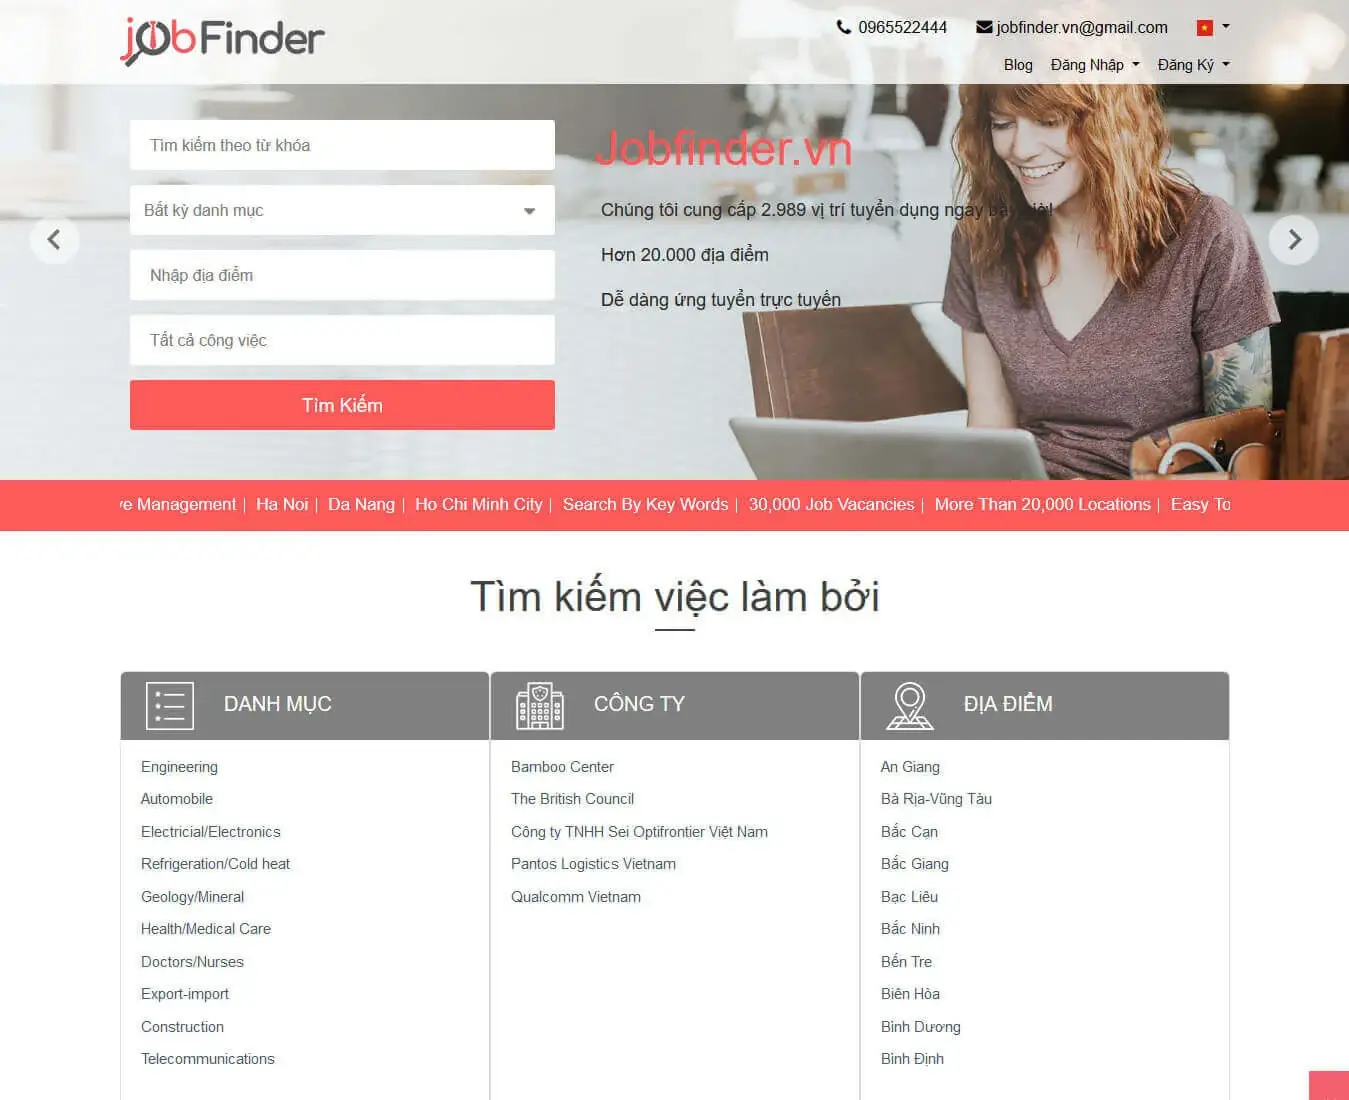 jobFinder
0965522444
jobfinder.vn@gmail.com
Blog
Đăng Nhập
Đăng Ký
Tìm kiếm theo từ khóa
Bất kỳ danh mục
Nhập địa điểm
Tất cả công việc
Tìm Kiếm
Jobfinder.vn
Chúng tôi cung cấp 2.989 vị trí tuyển dụng ngay bây giờ!
Hơn 20.000 địa điểm
Dễ dàng ứng tuyển trực tuyến
ve Management | Ha Noi | Da Nang | Ho Chi Minh City | Search By Key Words | 30,000 Job Vacancies | More Than 20,000 Locations | Easy To
Tìm kiếm việc làm bởi
DANH MỤC
Engineering
Automobile
Electricial/Electronics
Refrigeration/Cold heat
Geology/Mineral
Health/Medical Care
Doctors/Nurses
Export-import
Construction
Telecommunications
CÔNG TY
Bamboo Center
The British Council
Công ty TNHH Sei Optifrontier Việt Nam
Pantos Logistics Vietnam
Qualcomm Vietnam
ĐỊA ĐIỂM
An Giang
Bà Rịa-Vũng Tàu
Bắc Cạn
Bắc Giang
Bạc Liêu
Bắc Ninh
Bến Tre
Biên Hòa
Bình Dương
Bình Định